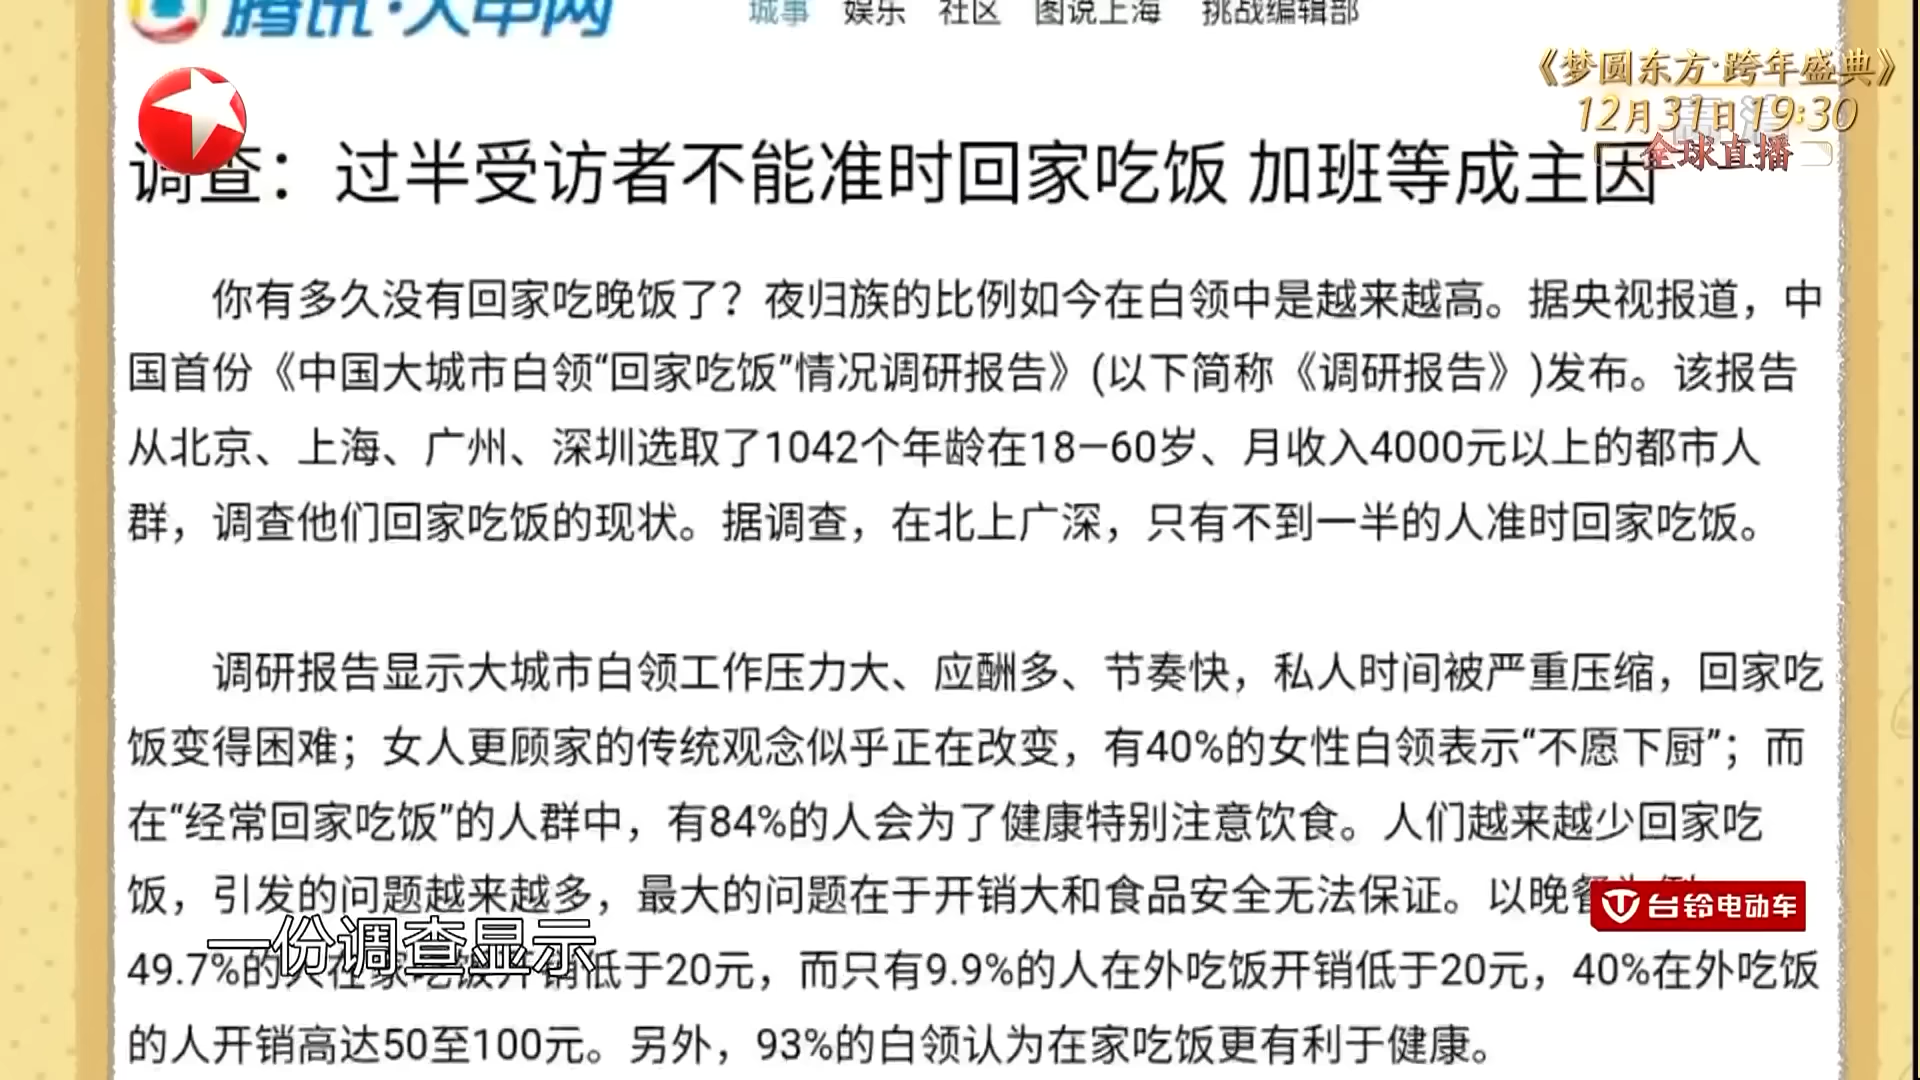 腾讯·大申网
城事 娱乐 社区 图说上海 挑战编辑部
《梦圆东方·跨年盛典》
12月31日19:30
全球直播
调查：过半受访者不能准时回家吃饭 加班等成主因
你有多久没有回家吃晚饭了？夜归族的比例如今在白领中是越来越高。据央视报道，中
国首份《中国大城市白领“回家吃饭”情况调研报告》(以下简称《调研报告》)发布。该报告
从北京、上海、广州、深圳选取了1042个年龄在18—60岁、月收入4000元以上的都市人
群，调查他们回家吃饭的现状。据调查，在北上广深，只有不到一半的人准时回家吃饭。
调研报告显示大城市白领工作压力大、应酬多、节奏快，私人时间被严重压缩，回家吃
饭变得困难；女人更顾家的传统观念似乎正在改变，有40%的女性白领表示“不愿下厨”；而
在“经常回家吃饭”的人群中，有84%的人会为了健康特别注意饮食。人们越来越少回家吃
饭，引发的问题越来越多，最大的问题在于开销大和食品安全无法保证。以晚餐为例
台铃电动车
一份调查显示
49.7%的人在家吃饭开销低于20元，而只有9.9%的人在外吃饭开销低于20元，40%在外吃饭
的人开销高达50至100元。另外，93%的白领认为在家吃饭更有利于健康。